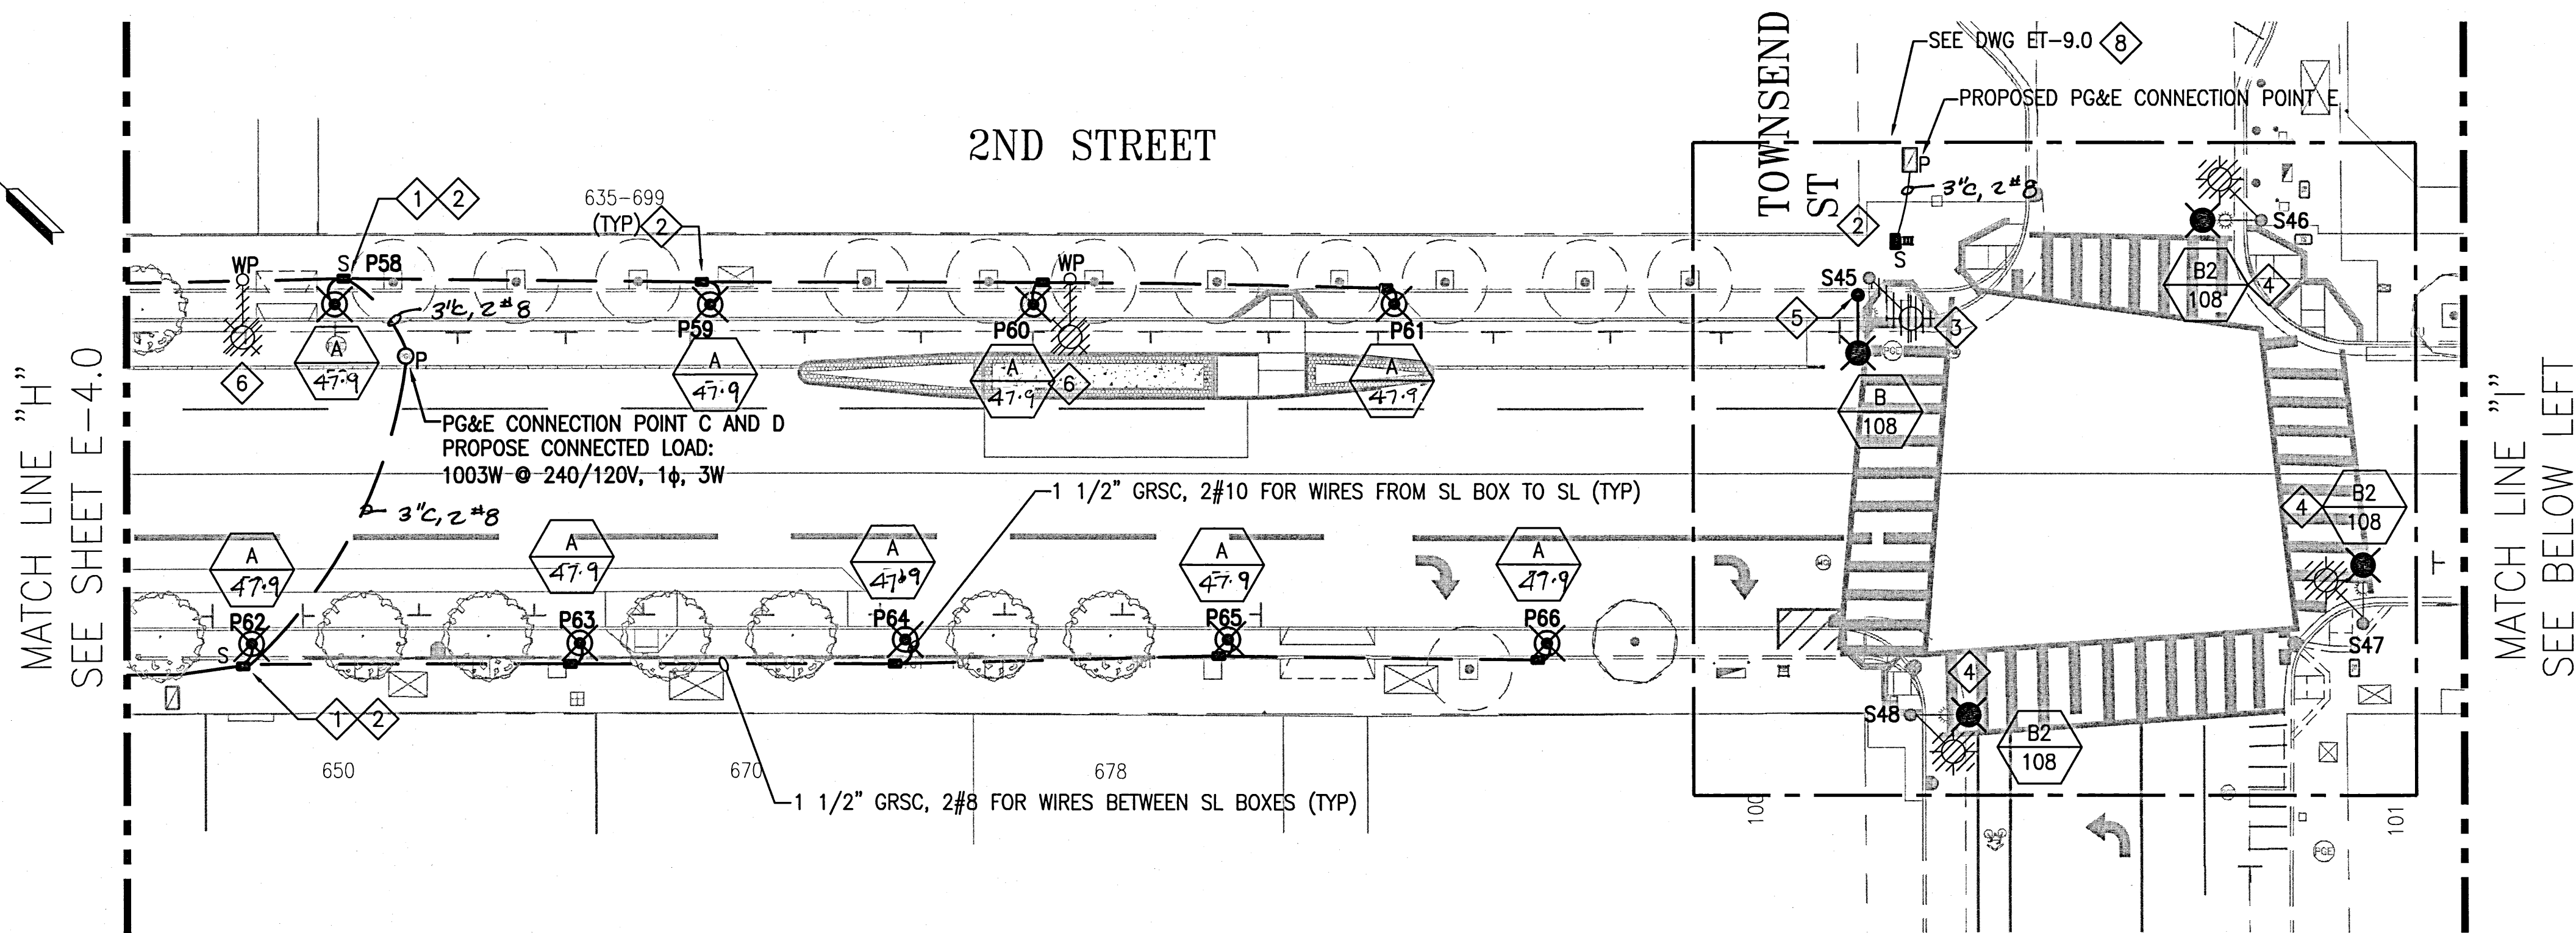 MATCH LINE "H"
SEE SHEET E-4.0
2ND STREET
TOWNSEND
ST
SEE DWG ET-9.0 8
PROPOSED PG&E CONNECTION POINT E
P
3"C, 2#8
S
2
1 2
635-699
(TYP) 2
WP
S P58
P59
P60
WP
P61
3"C, 2#8
P
A
47.9
A
47.9
A
47.9
A
47.9
6
6
PG&E CONNECTION POINT C AND D
PROPOSE CONNECTED LOAD:
1003W @ 240/120V, 1ϕ, 3W
3"C, 2#8
1 1/2" GRSC, 2#10 FOR WIRES FROM SL BOX TO SL (TYP)
A
47.9
A
47.9
A
47.9
A
47.9
A
47.9
P62
P63
P64
P65
P66
S
1 2
650
670
678
1 1/2" GRSC, 2#8 FOR WIRES BETWEEN SL BOXES (TYP)
S45
5
3
PGE
B
108
S46
B2
108
4
4
B2
108
S47
4
S48
B2
108
100
101
PGE
MATCH LINE "I"
SEE BELOW LEFT